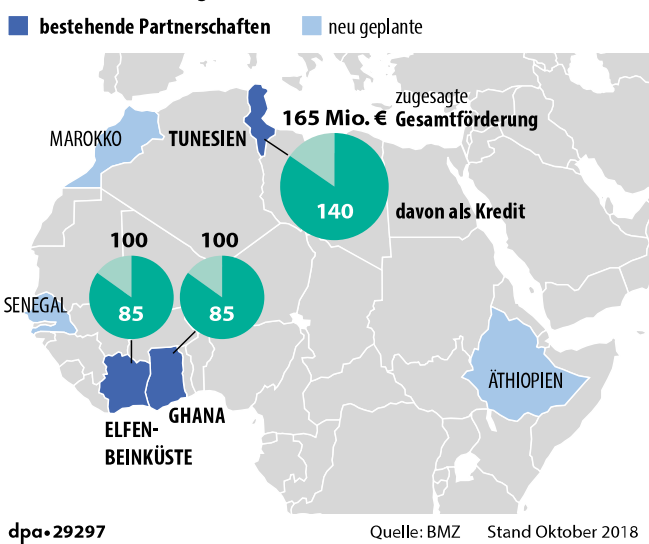 bestehende Partnerschaften
neu geplante
MAROKKO
TUNESIEN
165 Mio. €
zugesagte
Gesamtförderung
140
davon als Kredit
100
100
85
85
SENEGAL
ÄTHIOPIEN
GHANA
ELFEN-
BEINKÜSTE
dpa•29297
Quelle: BMZ
Stand Oktober 2018